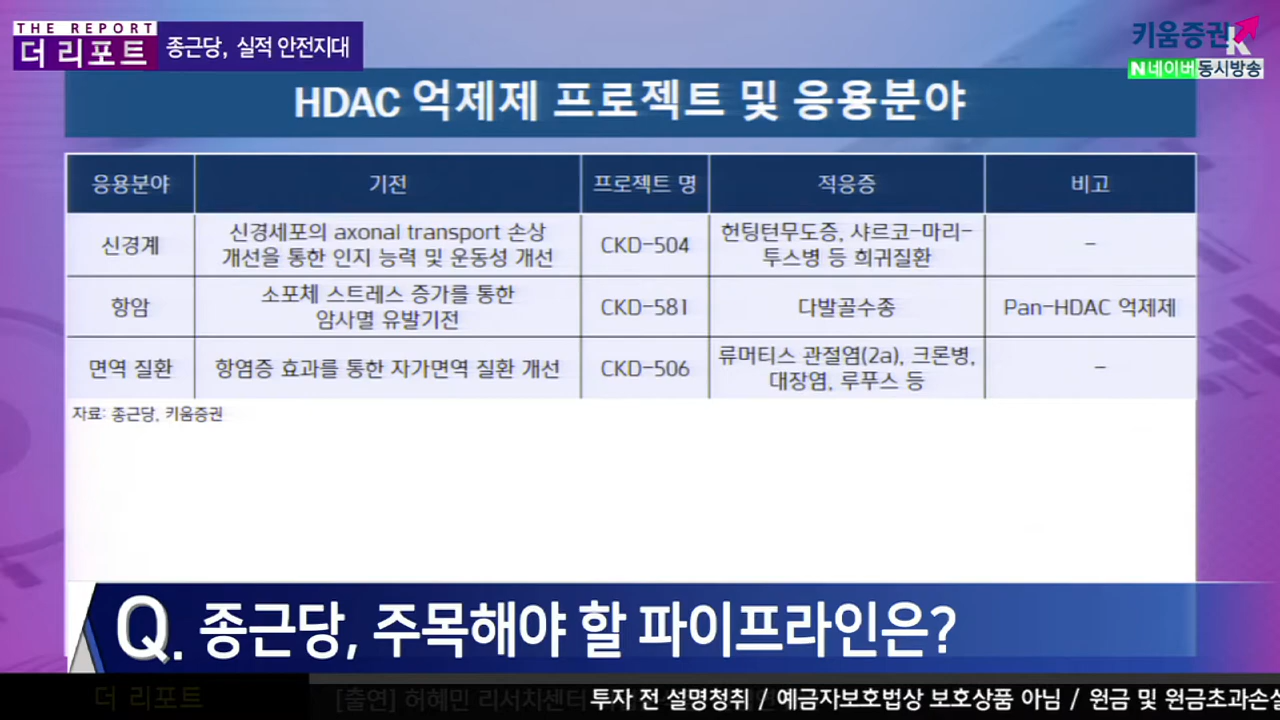 THE REPORT
더 리포트
종근당, 실적 안전지대
키움증권
N 네이버 동시방송
HDAC 억제제 프로젝트 및 응용분야
응용분야 기전 프로젝트 명 적응증 비고
신경계
신경세포의 axonal transport 손상
개선을 통한 인지 능력 및 운동성 개선
CKD-504
헌팅턴무도증, 샤르코-마리-
투스병 등 희귀질환
-
항암
소포체 스트레스 증가를 통한
암사멸 유발기전
CKD-581
다발골수종
Pan-HDAC 억제제
면역 질환
항염증 효과를 통한 자가면역 질환 개선
CKD-506
류머티스 관절염(2a), 크론병,
대장염, 루푸스 등
-
자료: 종근당, 키움증권
Q. 종근당, 주목해야 할 파이프라인은?
더 리포트
[출연] 허혜민 리서치센터
투자 전 설명청취 / 예금자보호법상 보호상품 아님 / 원금 및 원금초과손실